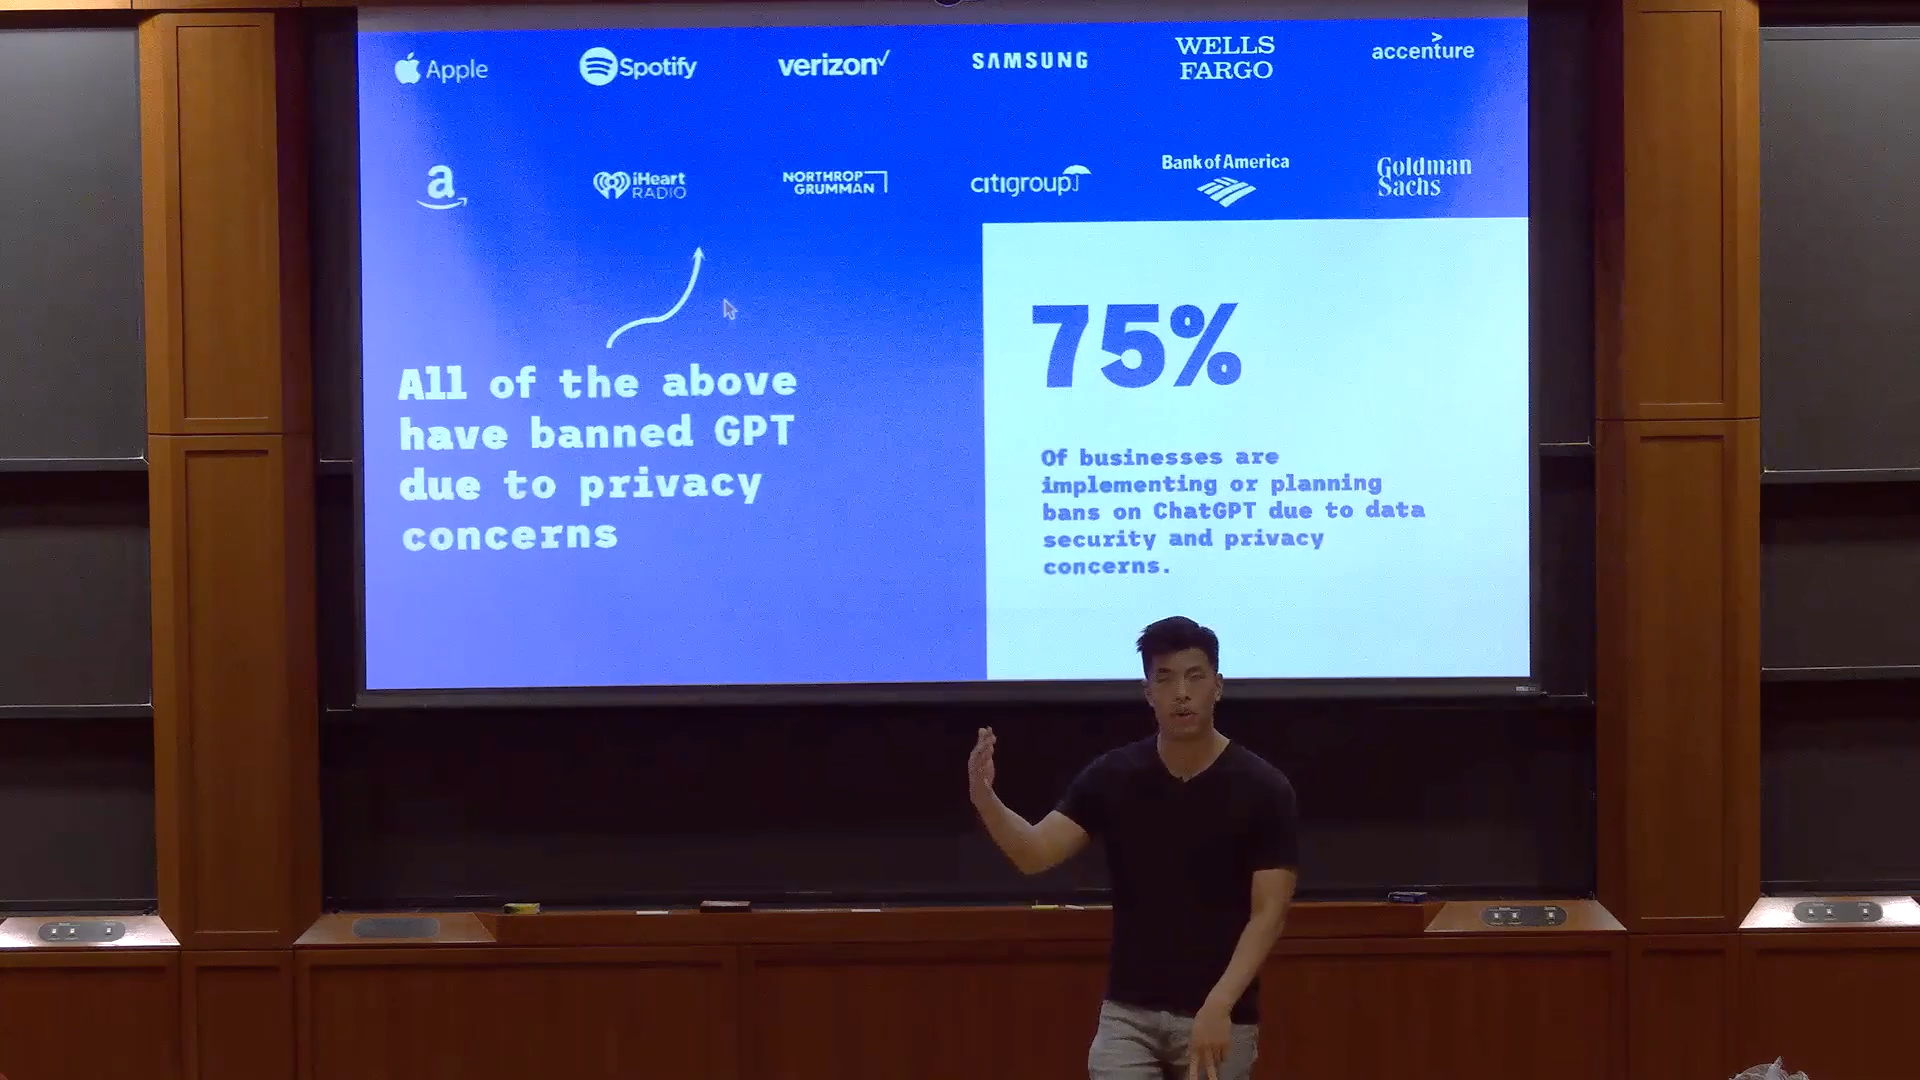 Apple
Spotify
verizon✓
SAMSUNG
WELLS
FARGO
accenture
a
iHeart
RADIO
NORTHROP
GRUMMAN
citigroup
Bank of America
Goldman
Sachs
All of the above
have banned GPT
due to privacy
concerns
75%
Of businesses are
implementing or planning
bans on ChatGPT due to data
security and privacy
concerns.